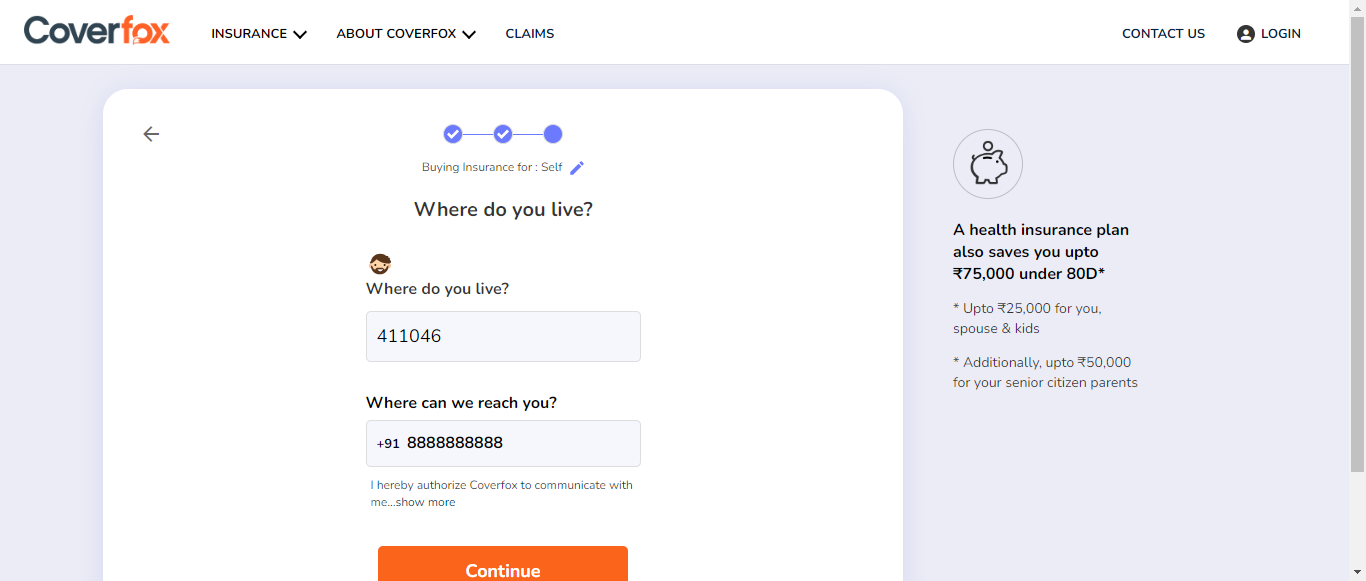 Coverfox
INSURANCE
ABOUT COVERFOX
CLAIMS
CONTACT US
LOGIN
Buying Insurance for : Self
Where do you live?
Where do you live?
411046
Where can we reach you?
+91 8888888888
I hereby authorize Coverfox to communicate with
me...show more
Continue
A health insurance plan
also saves you upto
₹75,000 under 80D*
* Upto ₹25,000 for you,
spouse & kids
* Additionally, upto ₹50,000
for your senior citizen parents